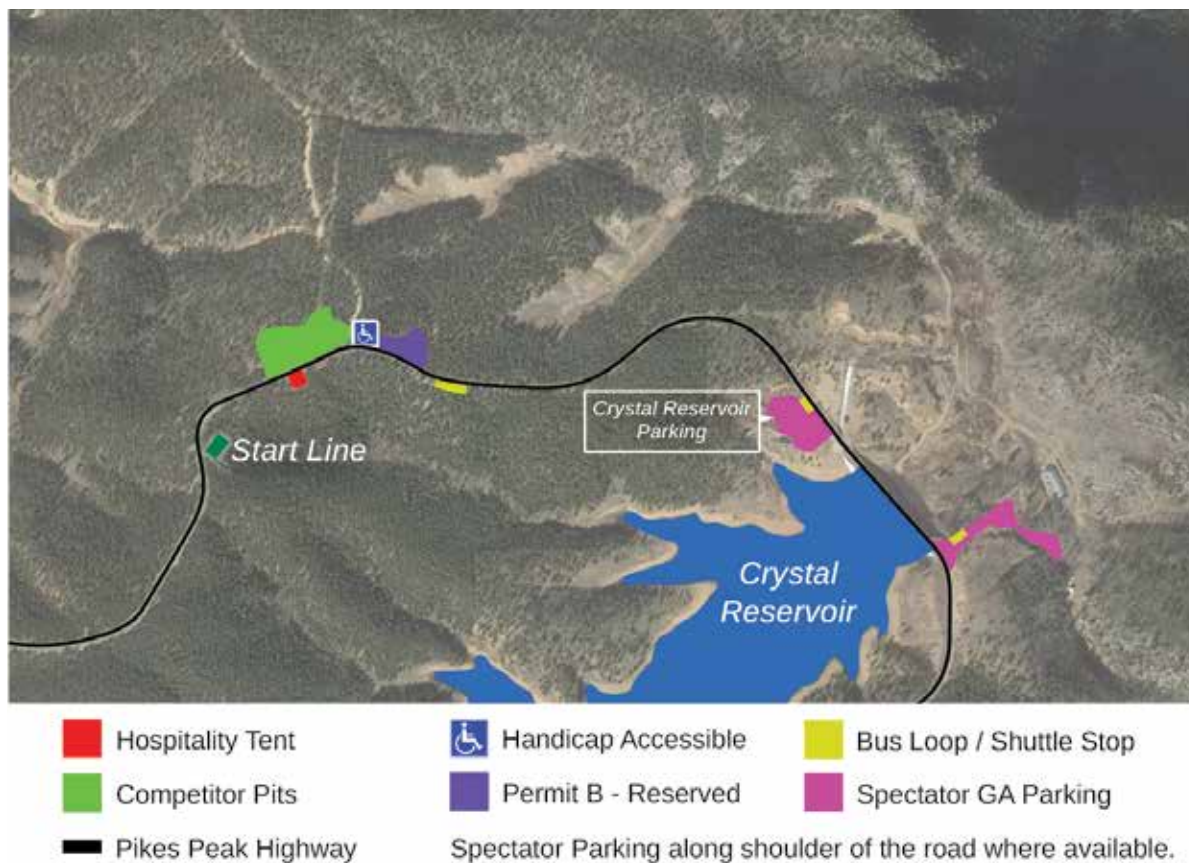 Start Line
Crystal Reservoir
Parking
Crystal
Reservoir
Hospitality Tent
Handicap Accessible
Bus Loop / Shuttle Stop
Competitor Pits
Permit B - Reserved
Spectator GA Parking
Pikes Peak Highway
Spectator Parking along shoulder of the road where available.